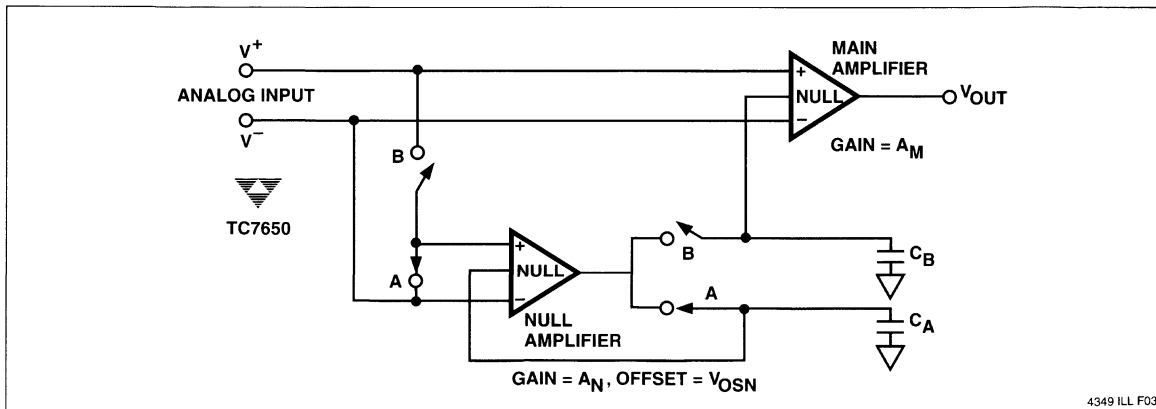 V+
ANALOG INPUT
V−
TC7650
B
A
+
NULL
−
NULL
AMPLIFIER
GAIN = AN, OFFSET = VOSN
B
A
MAIN
AMPLIFIER
+
NULL
−
GAIN = AM
VOUT
CB
CA
4349 ILL F03